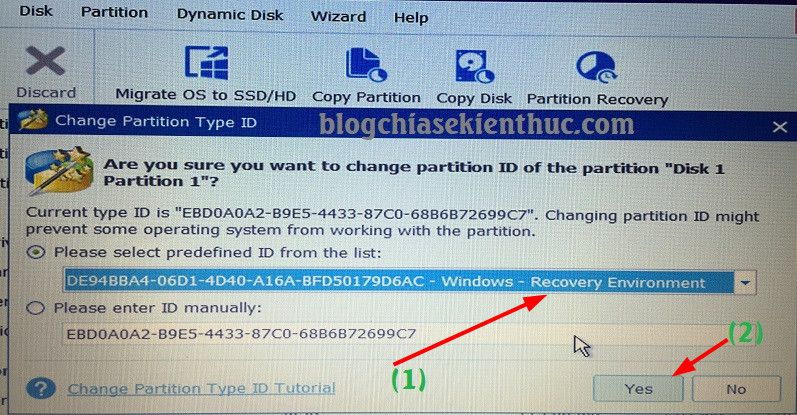 Disk Partition Dynamic Disk Wizard Help
Discard Migrate OS to SSD/HD Copy Partition Copy Disk Partition Recovery
Change Partition Type ID
blogchiasekienthuc.com
Are you sure you want to change partition ID of the partition "Disk 1
Partition 1"?
Current type ID is "EBD0A0A2-B9E5-4433-87C0-68B6B72699C7". Changing partition ID might
prevent some operating system from working with the partition.
Please select predefined ID from the list:
DE94BBA4-06D1-4D40-A16A-BFD50179D6AC - Windows - Recovery Environment
Please enter ID manually:
EBD0A0A2-B9E5-4433-87C0-68B6B72699C7
(1)
(2)
Change Partition Type ID Tutorial
Yes No